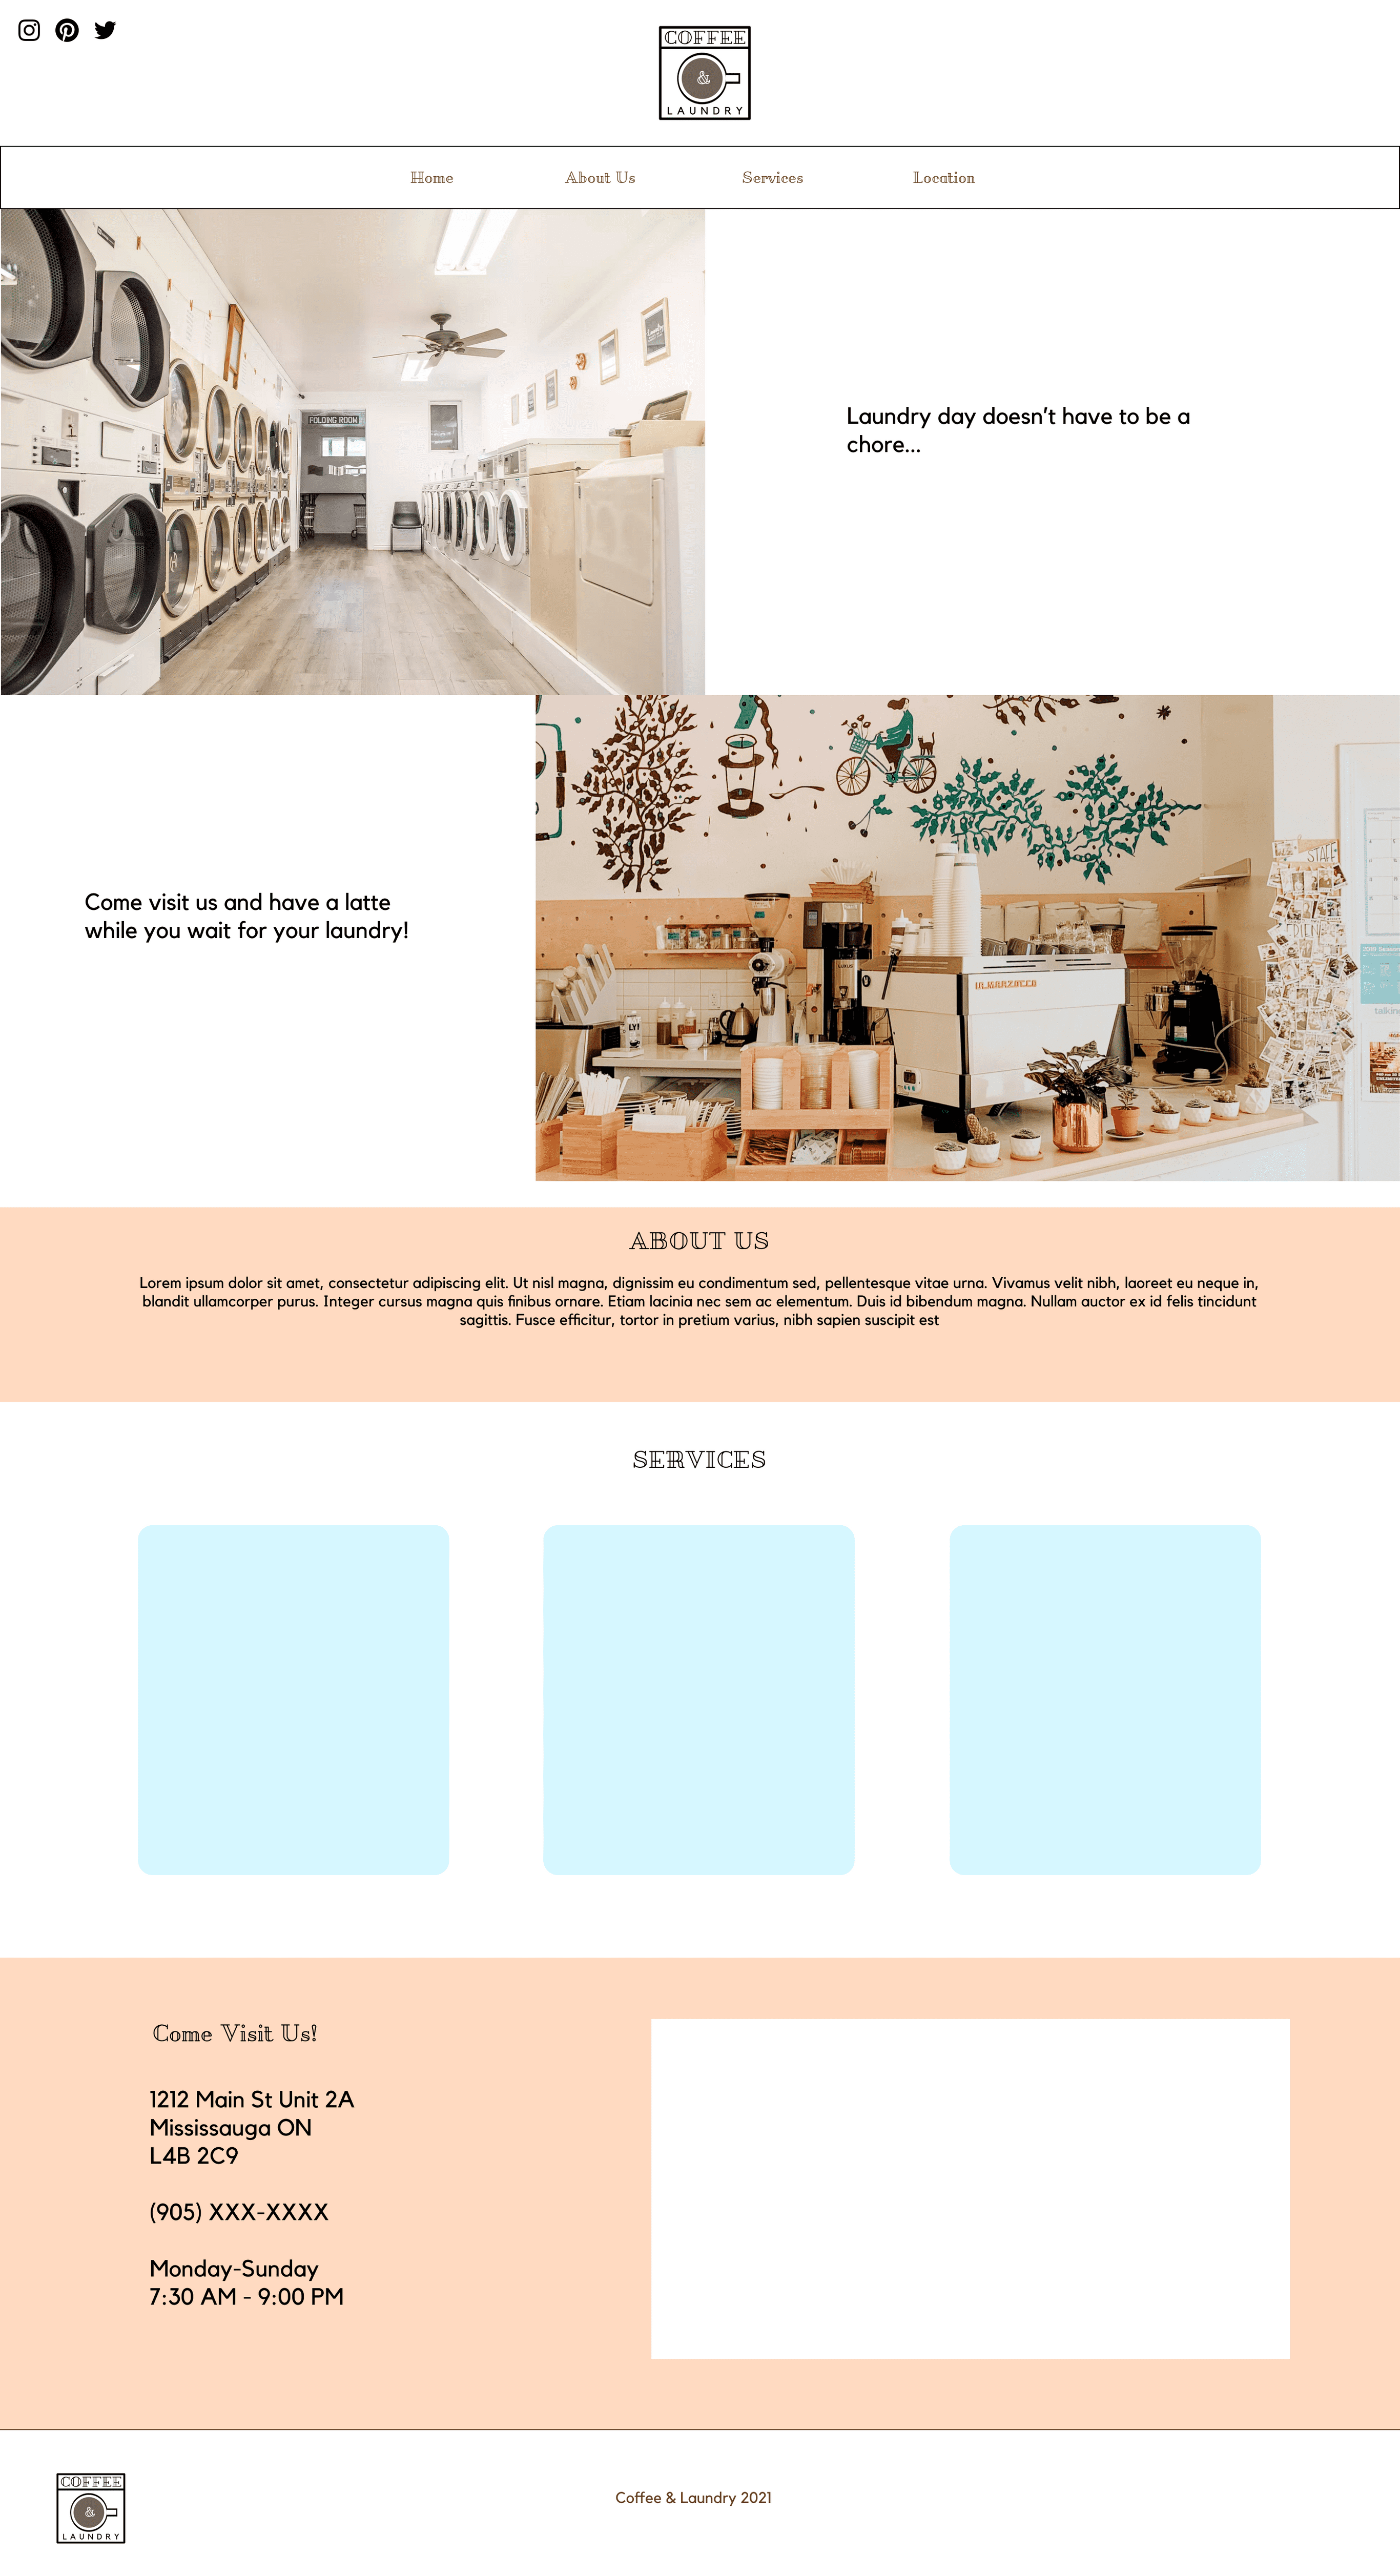 COFFEE
&
LAUNDRY
Home About Us Services Location
FOLDING ROOM
Laundry day doesn't have to be a
chore...
Come visit us and have a latte
while you wait for your laundry!
STAFF
LA MARZOCCO
ABOUT US
Lorem ipsum dolor sit amet, consectetur adipiscing elit. Ut nisl magna, dignissim eu condimentum sed, pellentesque vitae urna. Vivamus velit nibh, laoreet eu neque in,
blandit ullamcorper purus. Integer cursus magna quis finibus ornare. Etiam lacinia nec sem ac elementum. Duis id bibendum magna. Nullam auctor ex id felis tincidunt
sagittis. Fusce efficitur, tortor in pretium varius, nibh sapien suscipit est
SERVICES
Come Visit Us!
1212 Main St Unit 2A
Mississauga ON
L4B 2C9
(905) XXX-XXXX
Monday-Sunday
7:30 AM - 9:00 PM
COFFEE
&
LAUNDRY
Coffee & Laundry 2021